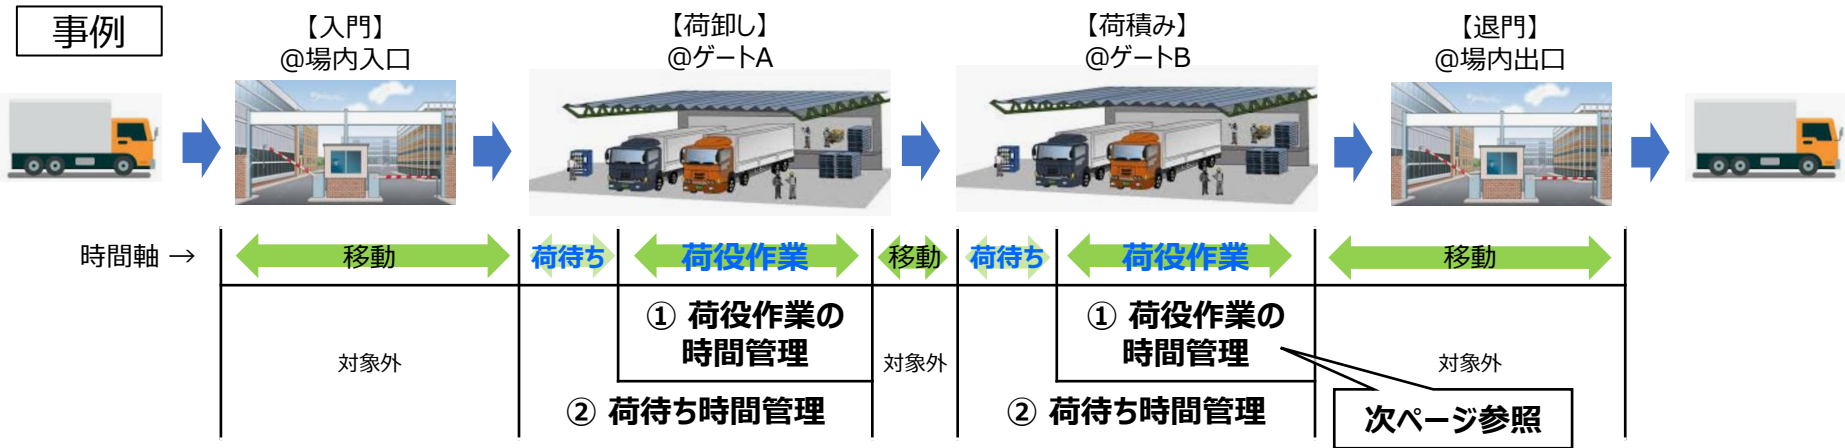 事例
【入門】
@場内入口
【荷卸し】
@ゲートA
【荷積み】
@ゲートB
【退門】
@場内出口
時間軸 →
移動
荷待ち
荷役作業
移動
荷待ち
荷役作業
移動
対象外
① 荷役作業の
時間管理
② 荷待ち時間管理
対象外
① 荷役作業の
時間管理
② 荷待ち時間管理
対象外
次ページ参照